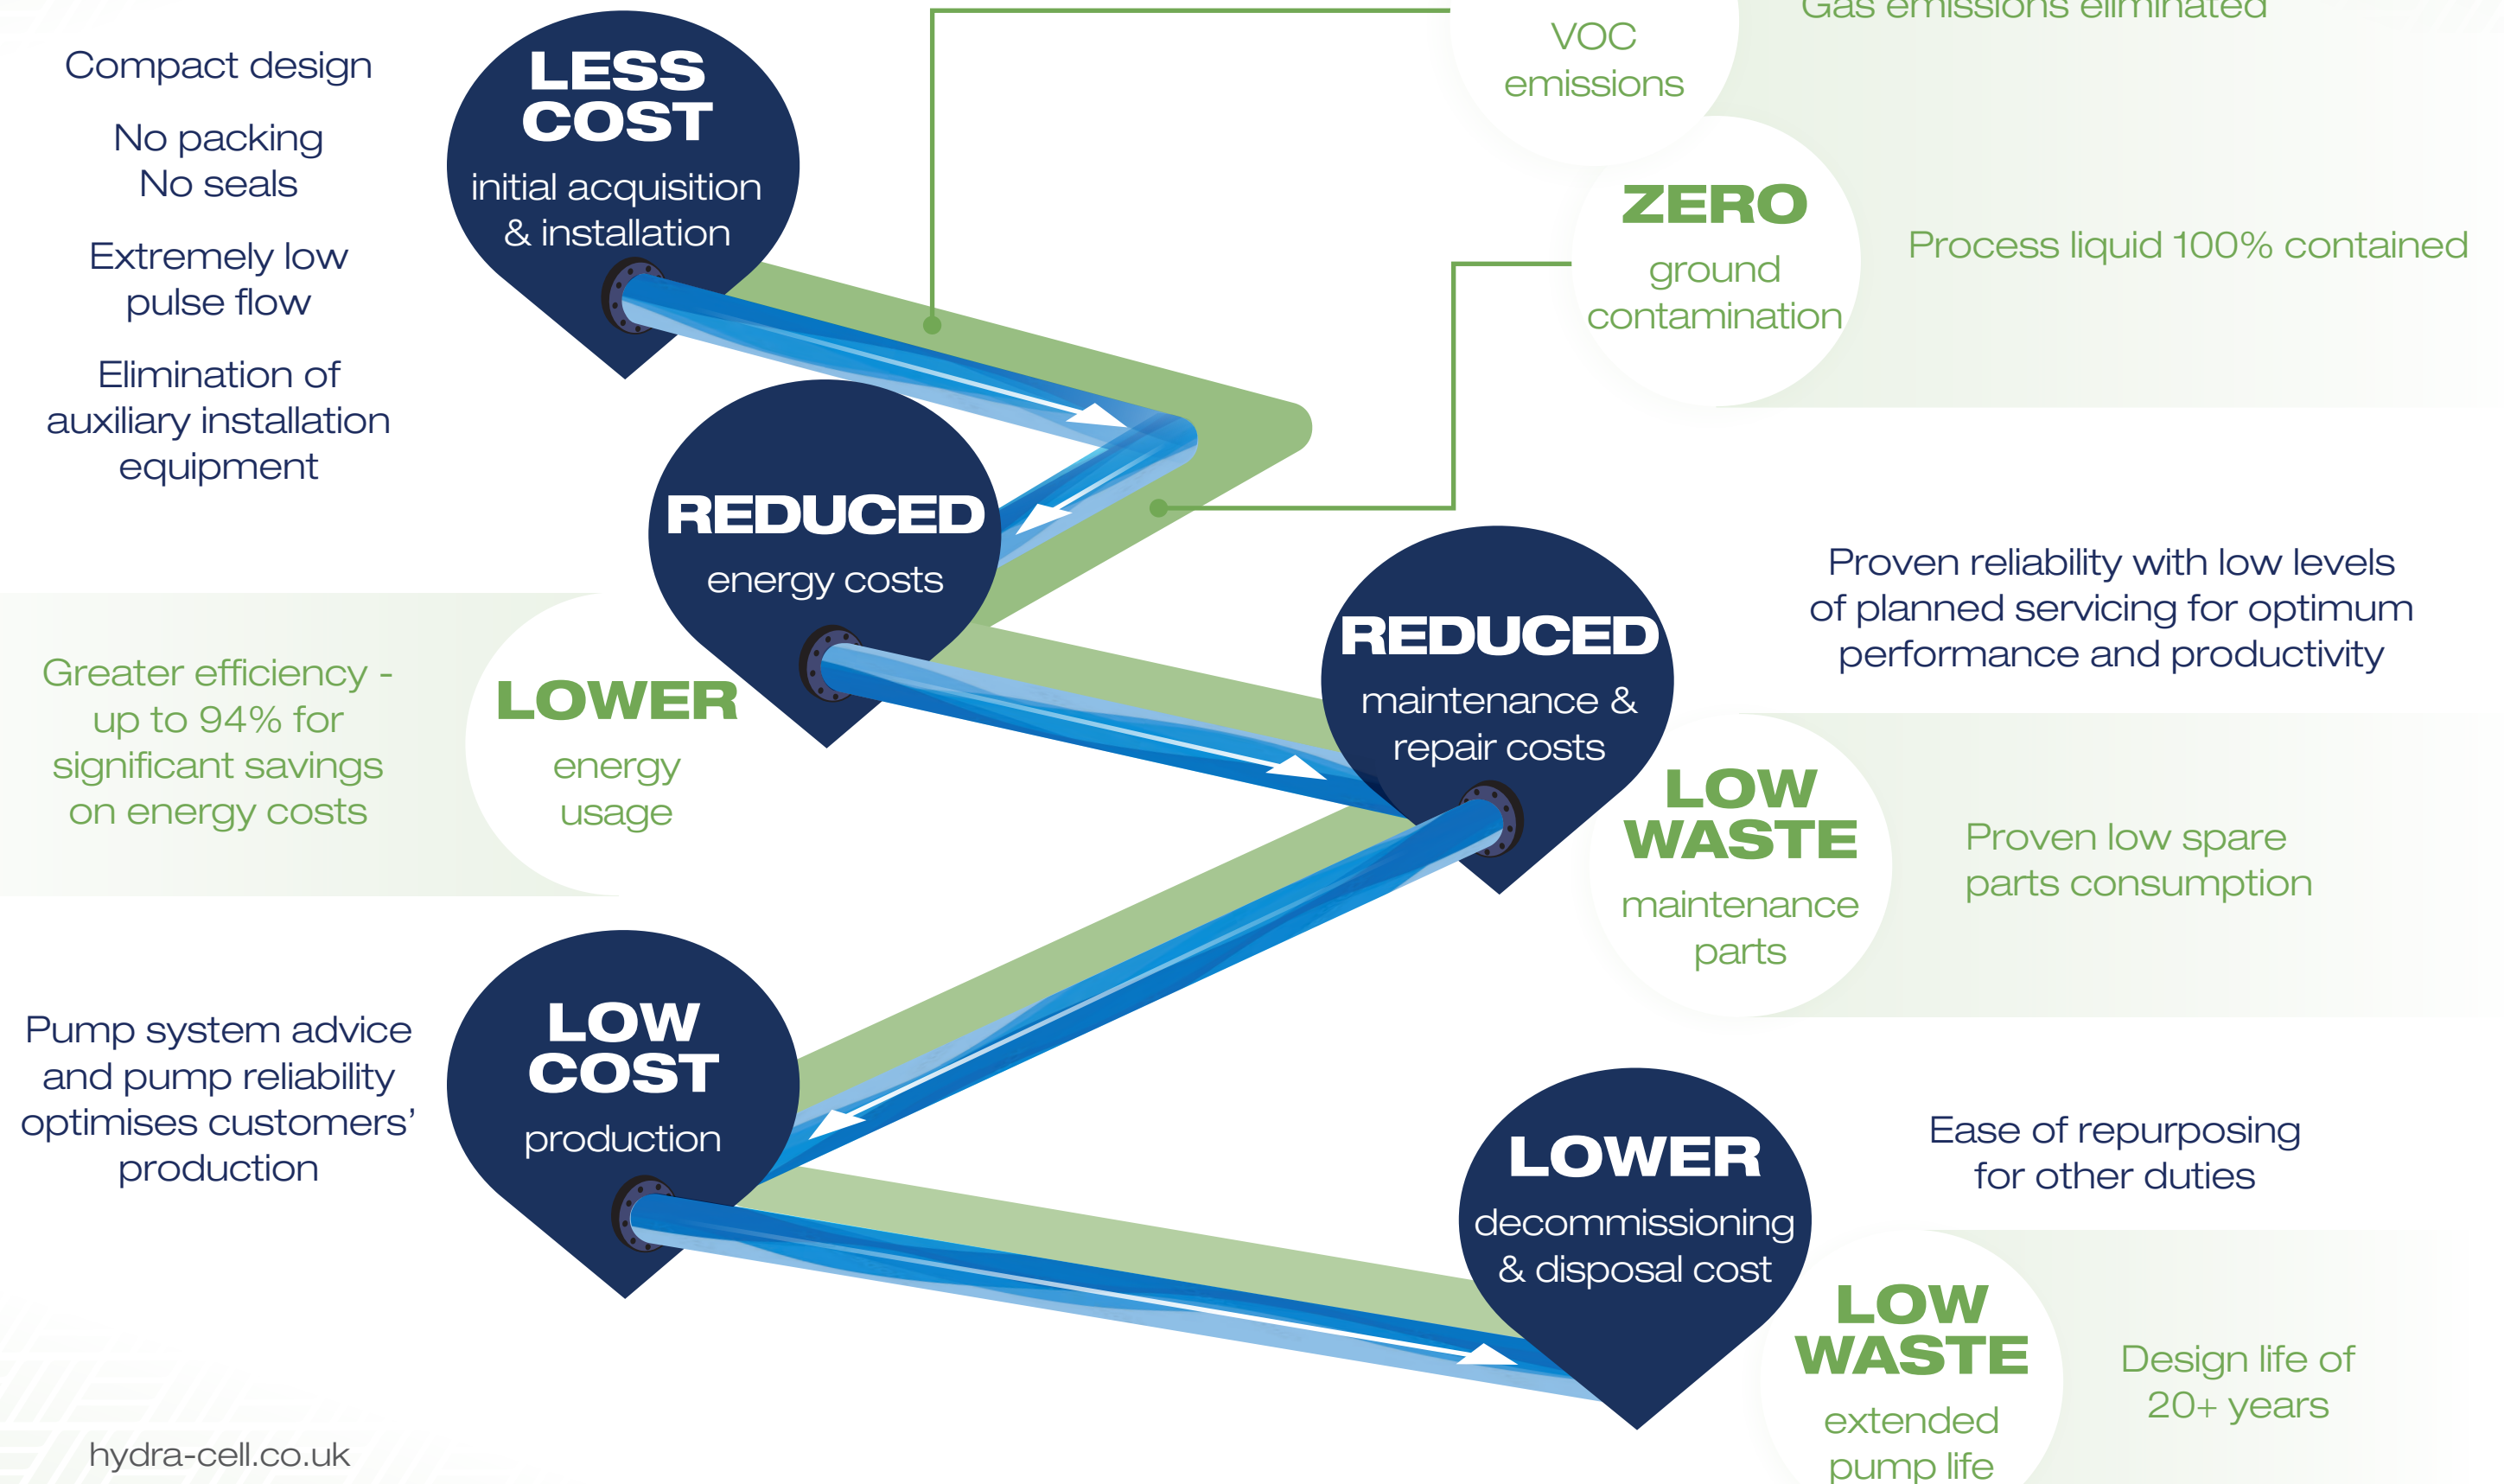 Gas emissions eliminated
VOC
emissions
Compact design
No packing
No seals
Extremely low
pulse flow
Elimination of
auxiliary installation
equipment
LESS
COST
initial acquisition
& installation
ZERO
ground
contamination
Process liquid 100% contained
REDUCED
energy costs
Greater efficiency -
up to 94% for
significant savings
on energy costs
LOWER
energy
usage
REDUCED
maintenance &
repair costs
Proven reliability with low levels
of planned servicing for optimum
performance and productivity
LOW
WASTE
maintenance
parts
Proven low spare
parts consumption
Pump system advice
and pump reliability
optimises customers’
production
LOW
COST
production
LOWER
decommissioning
& disposal cost
Ease of repurposing
for other duties
LOW
WASTE
extended
pump life
Design life of
20+ years
hydra-cell.co.uk